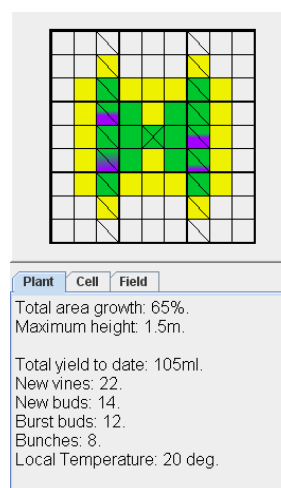 Plant Cell Field
Total area growth: 65%.
Maximum height: 1.5m.
Total yield to date: 105ml.
New vines: 22.
New buds: 14.
Burst buds: 12.
Bunches: 8.
Local Temperature: 20 deg.